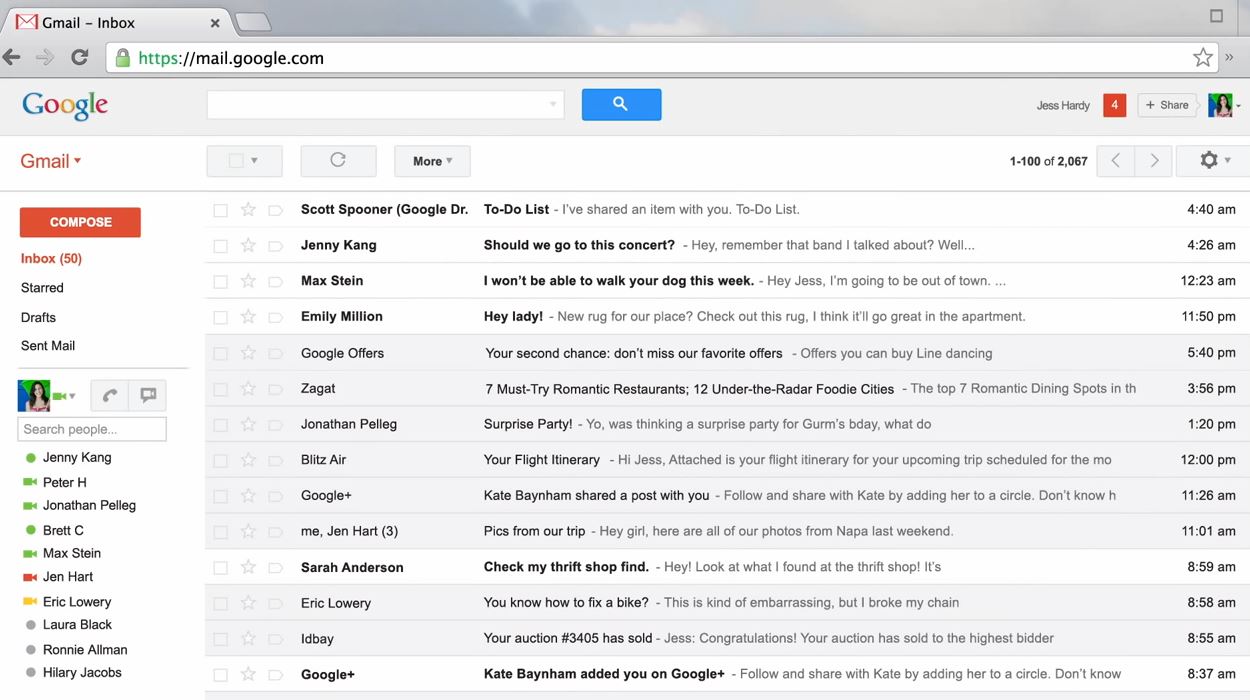 Gmail – Inbox
https://mail.google.com
Google
Jess Hardy 4 + Share
Gmail
More
1-100 of 2,067
COMPOSE
Inbox (50)
Starred
Drafts
Sent Mail
Search people...
Jenny Kang
Peter H
Jonathan Pelleg
Brett C
Max Stein
Jen Hart
Eric Lowery
Laura Black
Ronnie Allman
Hilary Jacobs
Scott Spooner (Google Dr. To-Do List - I've shared an item with you. To-Do List. 4:40 am
Jenny Kang Should we go to this concert? - Hey, remember that band I talked about? Well... 4:26 am
Max Stein I won't be able to walk your dog this week. - Hey Jess, I'm going to be out of town. ... 12:23 am
Emily Million Hey lady! - New rug for our place? Check out this rug, I think it'll go great in the apartment. 11:50 pm
Google Offers Your second chance: don't miss our favorite offers - Offers you can buy Line dancing 5:40 pm
Zagat 7 Must-Try Romantic Restaurants; 12 Under-the-Radar Foodie Cities - The top 7 Romantic Dining Spots in th 3:56 pm
Jonathan Pelleg Surprise Party! - Yo, was thinking a surprise party for Gurm's bday, what do 1:20 pm
Blitz Air Your Flight Itinerary - Hi Jess, Attached is your flight itinerary for your upcoming trip scheduled for the mo 12:00 pm
Google+ Kate Baynham shared a post with you - Follow and share with Kate by adding her to a circle. Don't know h 11:26 am
me, Jen Hart (3) Pics from our trip - Hey girl, here are all of our photos from Napa last weekend. 11:01 am
Sarah Anderson Check my thrift shop find. - Hey! Look at what I found at the thrift shop! It's 8:59 am
Eric Lowery You know how to fix a bike? - This is kind of embarrassing, but I broke my chain 8:58 am
Idbay Your auction #3405 has sold - Jess: Congratulations! Your auction has sold to the highest bidder 8:55 am
Google+ Kate Baynham added you on Google+ - Follow and share with Kate by adding her to a circle. Don't know 8:37 am